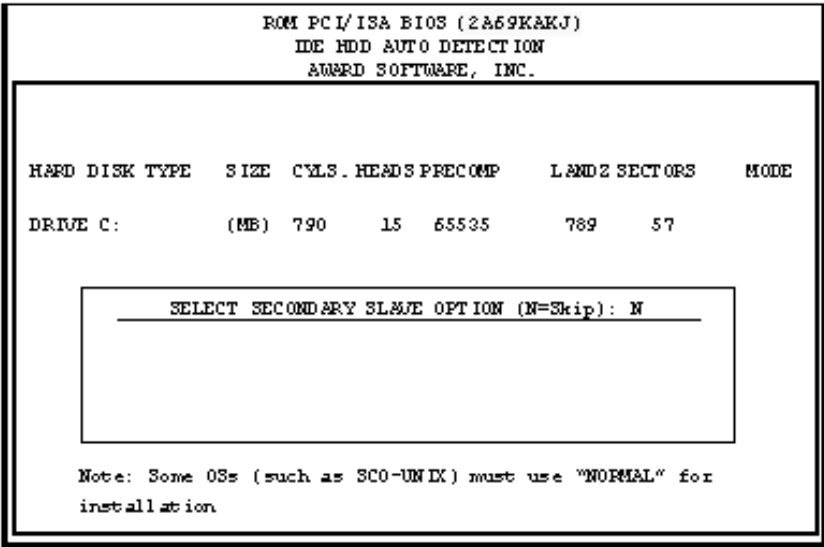 ROM PCI/ISA BIOS (2A69KAKJ)
IDE HDD AUTO DETECTION
AWARD SOFTWARE, INC.
HARD DISK TYPE SIZE CYLS. HEADS PRECOMP LANDZ SECTORS MODE
DRIVE C: (MB) 790 15 65535 789 57
SELECT SECONDARY SLAVE OPTION (N=Skip): N
Note: Some OSs (such as SCO-UNIX) must use "NORMAL" for
installation